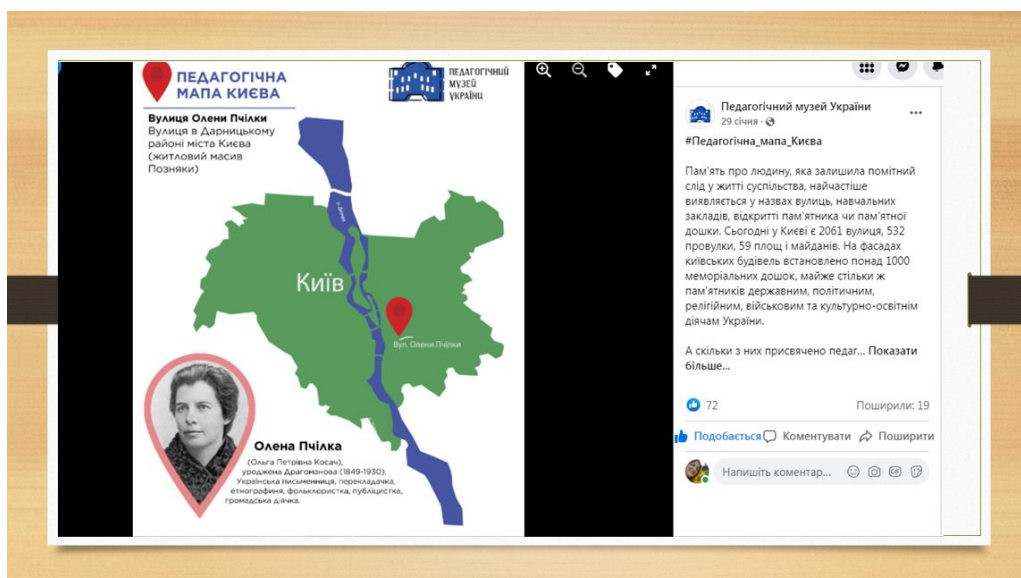 ПЕДАГОГІЧНА
МАПА КИЄВА
ПЕДАГОГІЧНИЙ
МУЗЕЙ
УКРАЇНИ
Вулиця Олени Пчілки
Вулиця в Дарницькому
районі міста Києва
(житловий масив
Позняки)
р. Дніпро
Київ
Вул. Олени Пчілки
Олена Пчілка
(Ольга Петрівна Косач),
уроджена Драгоманова (1849-1930).
Українська письменниця, перекладачка,
етнографиня, фольклористка, публіцистка,
громадська діячка.
Педагогічний музей України
29 січня ·
#Педагогічна_мапа_Києва
Пам'ять про людину, яка залишила помітний
слід у житті суспільства, найчастіше
виявляється у назвах вулиць, навчальних
закладів, відкритті пам'ятника чи пам'ятної
дошки. Сьогодні у Києві є 2061 вулиця, 532
провулки, 59 площ і майданів. На фасадах
київських будівель встановлено понад 1000
меморіальних дошок, майже стільки ж
пам'ятників державним, політичним,
релігійним, військовим та культурно-освітнім
діячам України.
А скільки з них присвячено педаг... Показати
більше...
72 Поширили: 19
Подобається Коментувати Поширити
Напишіть коментар... GIF